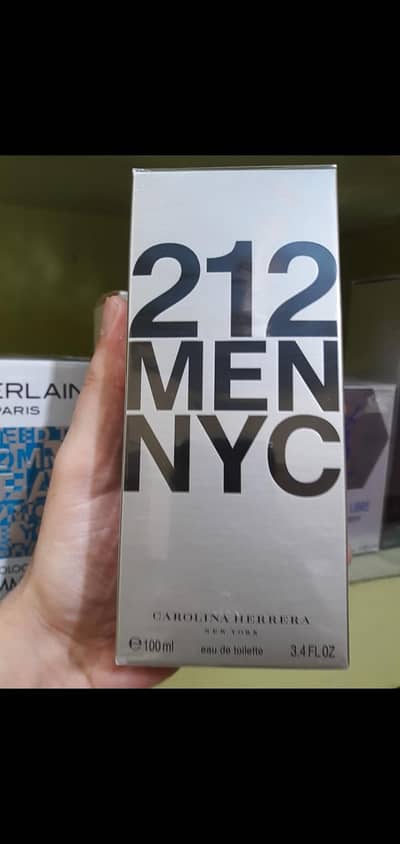 212
MEN
NYC
CAROLINA HERRERA
NEW YORK
℮100 ml eau de toilette 3.4 FL OZ
ERLAIN
PARIS